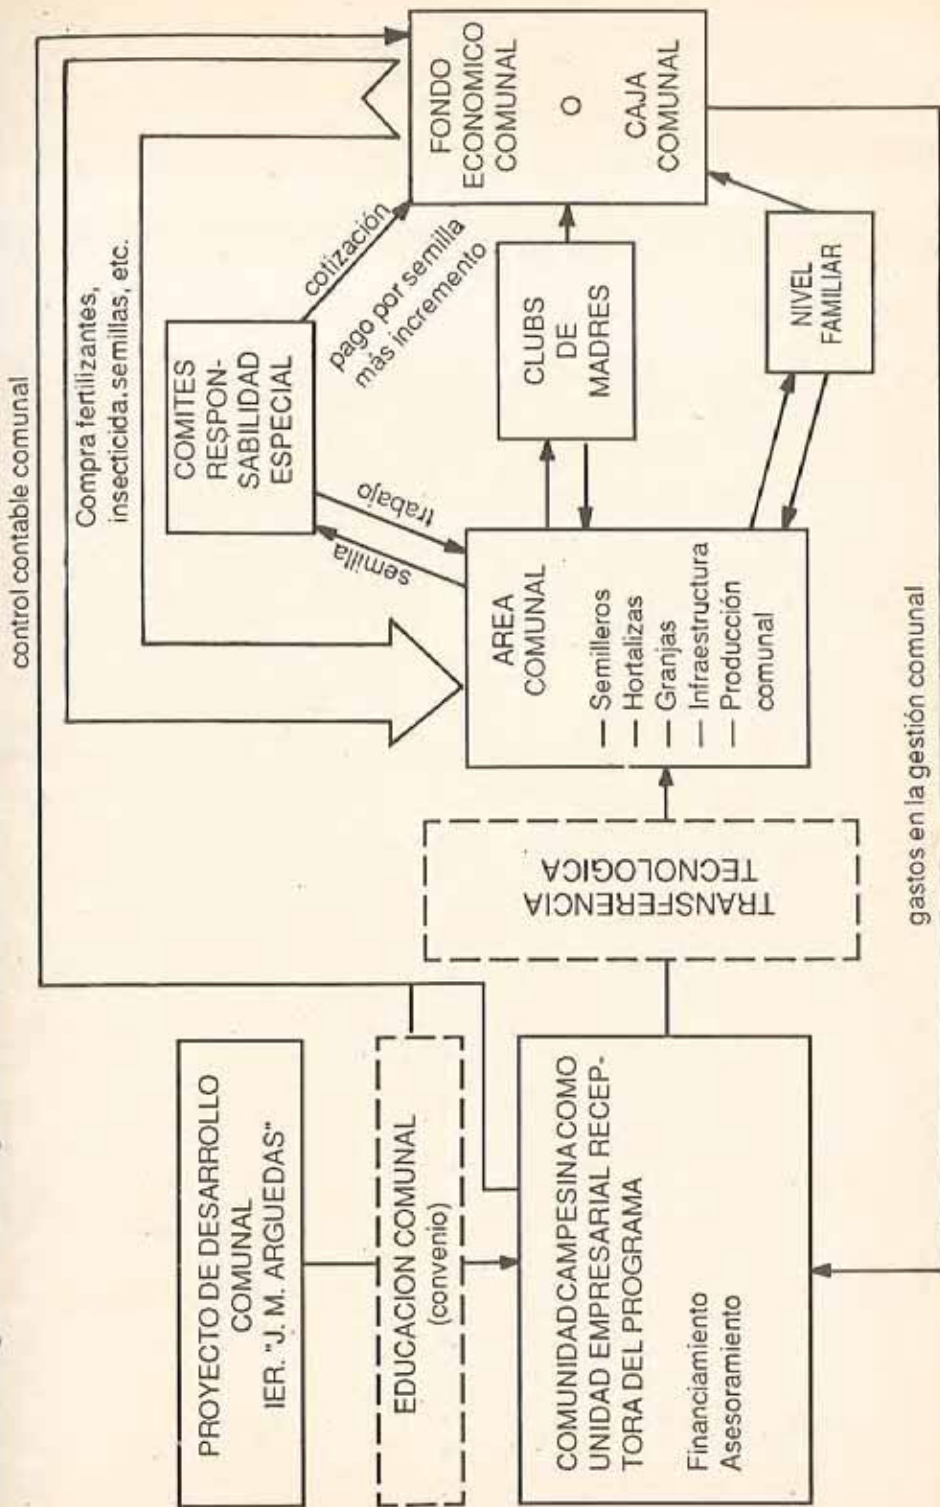 control contable comunal
Compra fertilizantes,
insecticida.semillas, etc.
PROYECTO DE DESARROLLO
COMUNAL
IER. "J. M. ARGUEDAS"
EDUCACION COMUNAL
(convenio)
COMUNIDAD CAMPESINA COMO
UNIDAD EMPRESARIAL RECEP-
TORA DEL PROGRAMA
Financiamiento
Asesoramiento
TRANSFERENCIA
TECNOLOGICA
AREA
COMUNAL
— Semilleros
— Hortalizas
— Granjas
— Infraestructura
— Producción
comunal
semilla
trabajo
COMITES
RESPON-
SABILIDAD
ESPECIAL
cotización
pago por semilla
más incremento
CLUBS
DE
MADRES
NIVEL
FAMILIAR
FONDO
ECONOMICO
COMUNAL
O
CAJA
COMUNAL
gastos en la gestión comunal